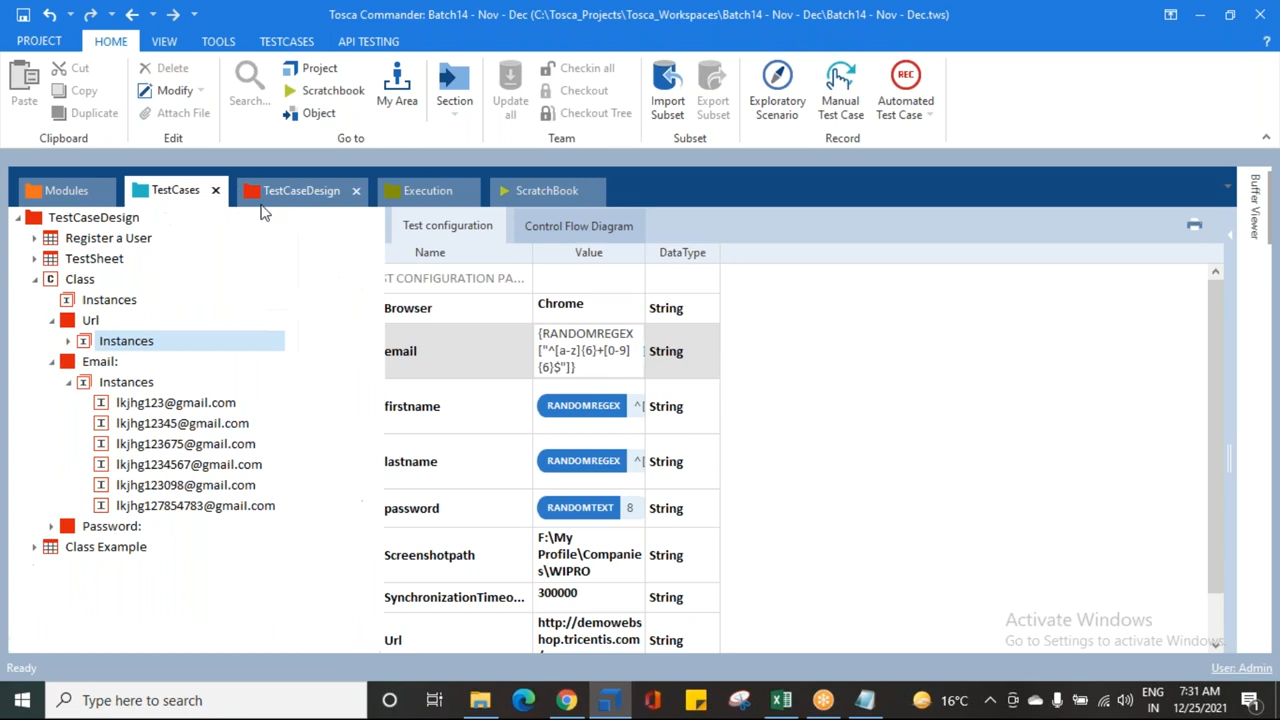 Tosca Commander: Batch14 - Nov - Dec (C:\Tosca_Projects\Tosca_Workspaces\Batch14 - Nov - Dec\Batch14 - Nov - Dec.tws)
PROJECT HOME VIEW TOOLS TESTCASES API TESTING ?
Paste Cut Copy Duplicate Clipboard
Delete Modify Attach File Edit
Search... Project Scratchbook Object My Area Section Go to
Update all Checkin all Checkout Checkout Tree Team
Import Subset Export Subset Subset
Exploratory Scenario Manual Test Case REC Automated Test Case Record
Modules TestCases TestCaseDesign Execution ScratchBook
Buffer Viewer
TestCaseDesign
Register a User
TestSheet
C Class
I Instances
Url
I Instances
Email:
I Instances
I lkjhg123@gmail.com
I lkjhg12345@gmail.com
I lkjhg123675@gmail.com
I lkjhg1234567@gmail.com
I lkjhg123098@gmail.com
I lkjhg127854783@gmail.com
Password:
Class Example
Test configuration Control Flow Diagram
Name Value DataType
ST CONFIGURATION PA...
Browser Chrome String
email {RANDOMREGEX
["^[a-z]{6}+[0-9]
{6}$"]} String
firstname RANDOMREGEX ^[ String
lastname RANDOMREGEX ^[ String
password RANDOMTEXT 8 String
Screenshotpath F:\My
Profile\Companie
s\WIPRO String
SynchronizationTimeo... 300000 String
Url http://demowebs
hop.tricentis.com
/ String
Activate Windows
Go to Settings to activate Windows.
Ready User: Admin
Type here to search 16°C ENG IN 7:31 AM 12/25/2021 1